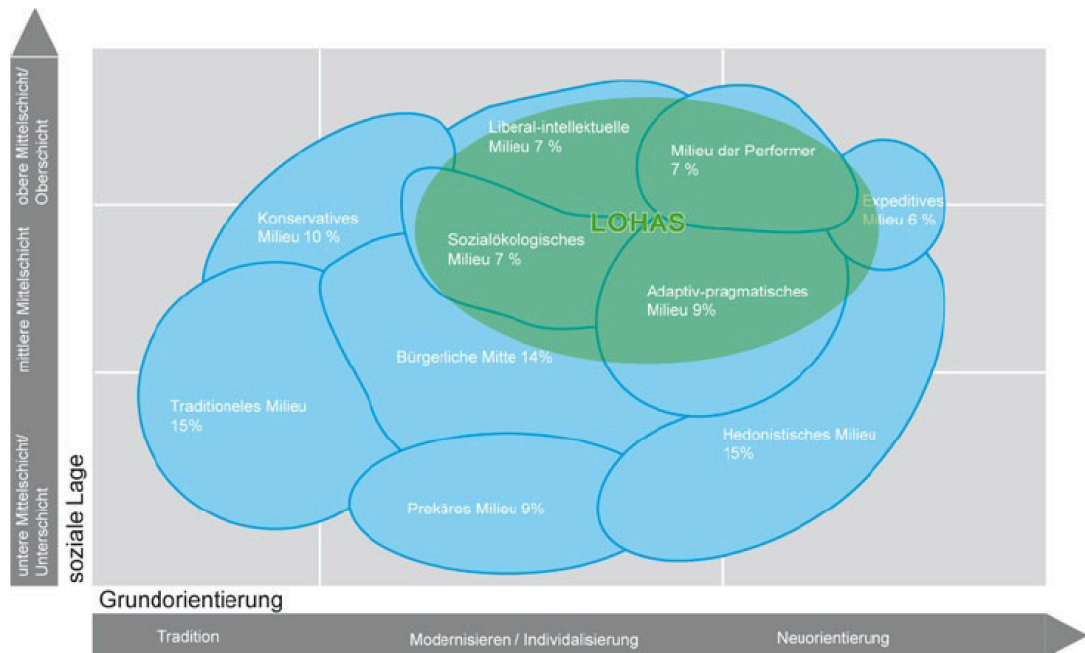 obere Mittelschicht/
Oberschicht
mittlere Mittelschicht
untere Mittelschicht/
Unterschicht
soziale Lage
Liberal-intellektuelle
Milieu 7 %
Milieu der Performer
7 %
Expeditives
Milieu 6 %
Konservatives
Milieu 10 %
LOHAS
Sozialökologisches
Milieu 7 %
Adaptiv-pragmatisches
Milieu 9%
Bürgerliche Mitte 14%
Traditioneles Milieu
15%
Hedonistisches Milieu
15%
Prekäres Milieu 9%
Grundorientierung
Tradition
Modernisieren / Individalisierung
Neuorientierung